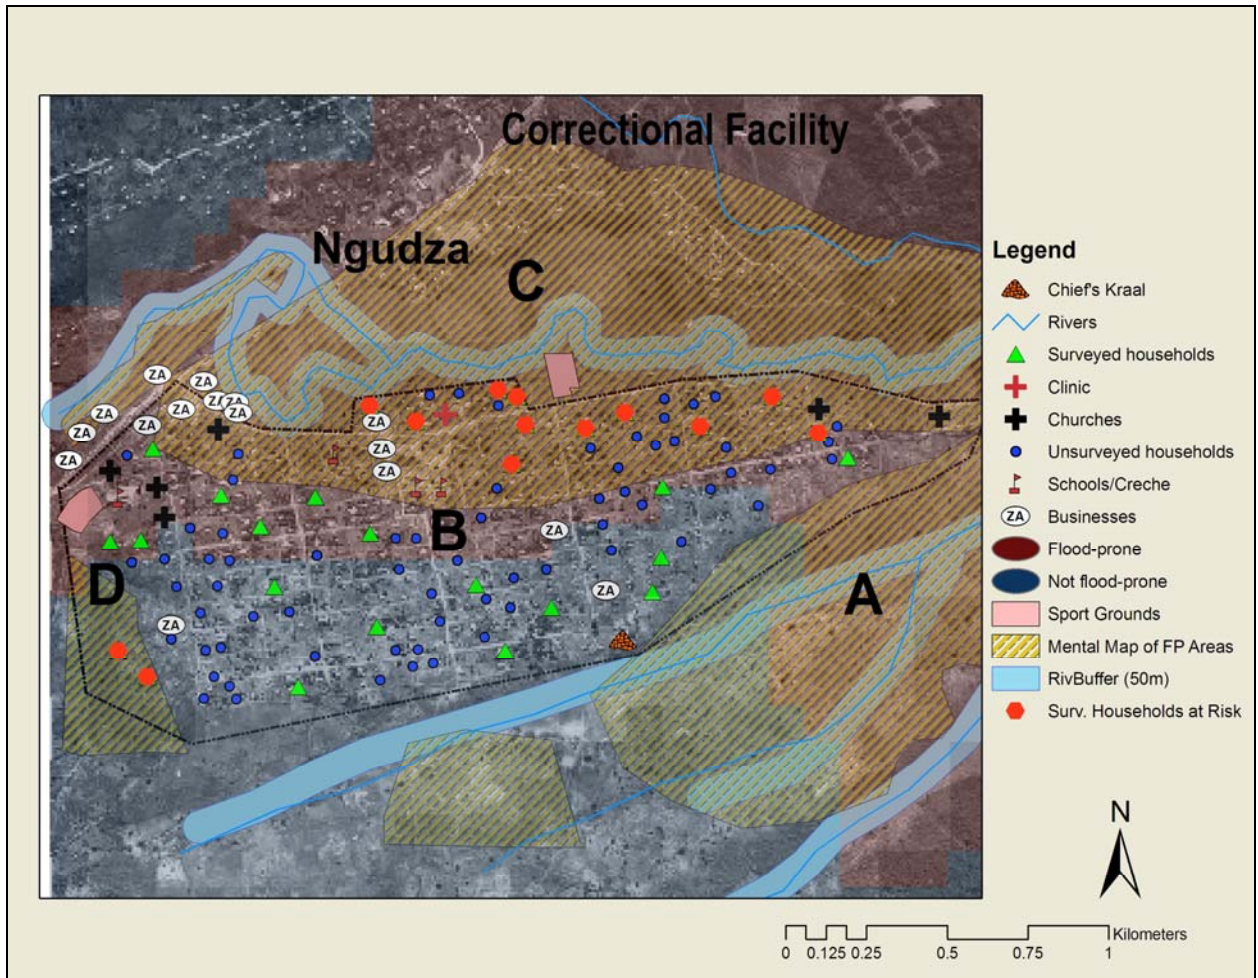 Correctional Facility
Ngudza
C
ZA
ZA
ZA
ZA
ZA
ZA
ZA
ZA
ZA
ZA
ZA
ZA
ZA
B
ZA
D
A
ZA
ZA
Legend
Chief's Kraal
Rivers
Surveyed households
Clinic
Churches
Unsurveyed households
Schools/Creche
ZA Businesses
Flood-prone
Not flood-prone
Sport Grounds
Mental Map of FP Areas
RivBuffer (50m)
Surv. Households at Risk
N
Kilometers
0 0.125 0.25 0.5 0.75 1